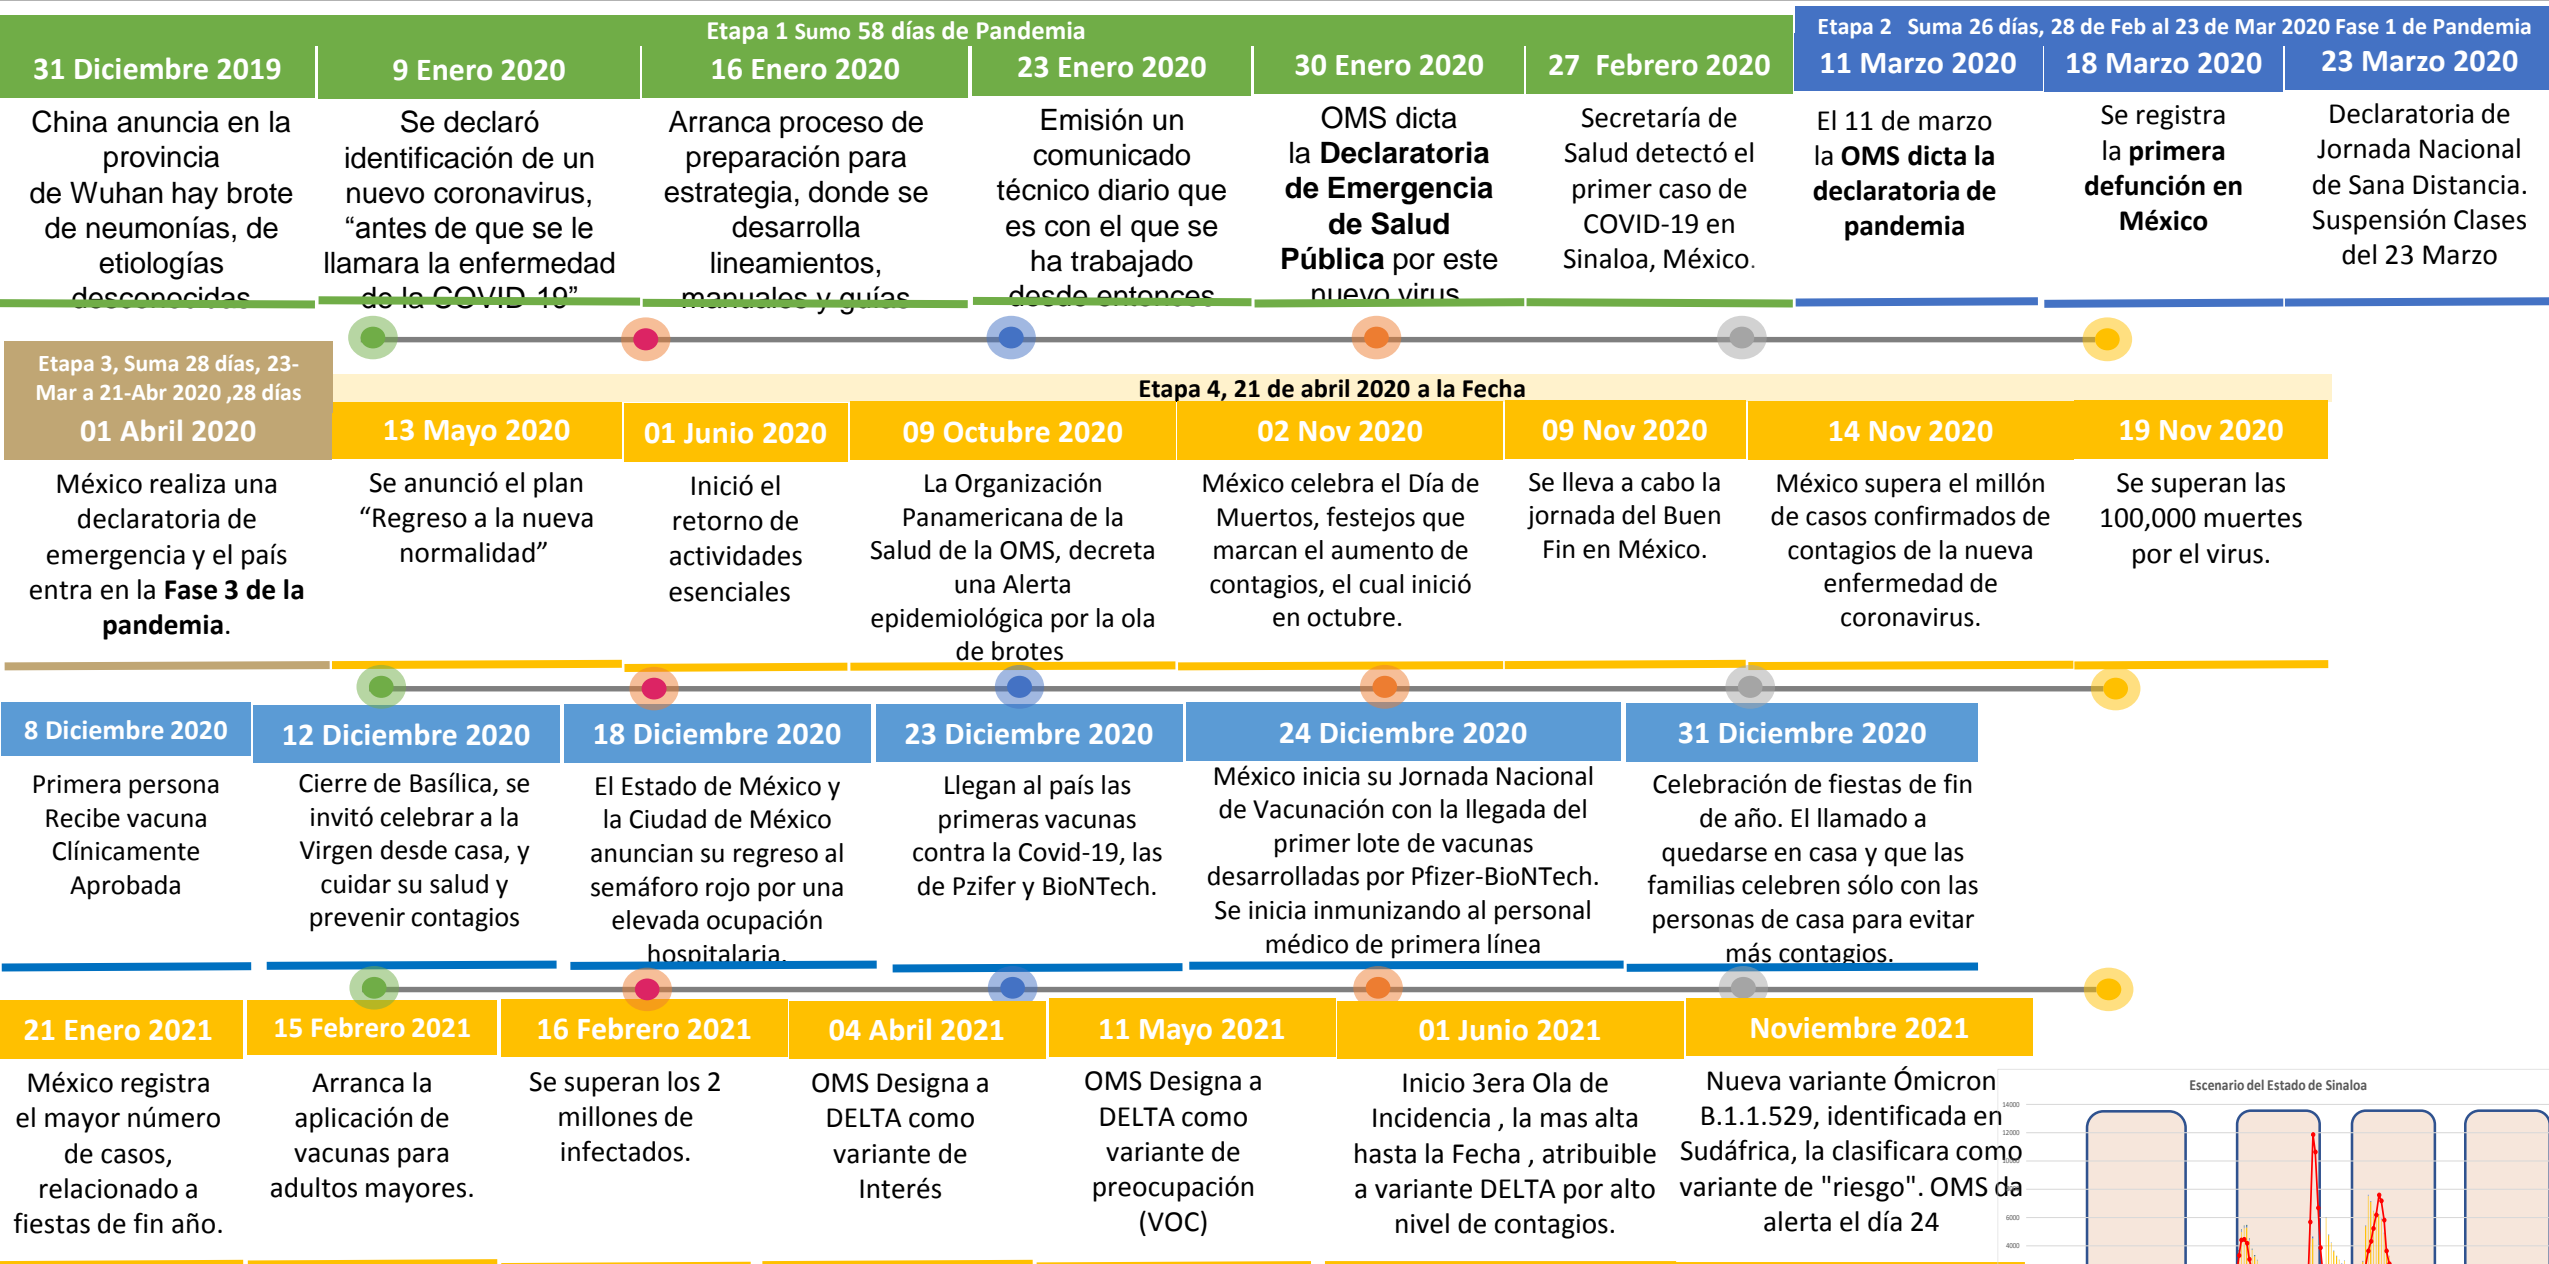 Etapa 1 Sumo 58 días de Pandemia
Etapa 2 Suma 26 días, 28 de Feb al 23 de Mar 2020 Fase 1 de Pandemia
31 Diciembre 2019
China anuncia en la
provincia
de Wuhan hay brote
de neumonías, de
etiologías
desconocidas
9 Enero 2020
Se declaró
identificación de un
nuevo coronavirus,
“antes de que se le
llamara la enfermedad
de la COVID-19”
16 Enero 2020
Arranca proceso de
preparación para
estrategia, donde se
desarrolla
lineamientos,
manuales y guías
23 Enero 2020
Emisión un
comunicado
técnico diario que
es con el que se
ha trabajado
desde entonces
30 Enero 2020
OMS dicta
la Declaratoria
de Emergencia
de Salud
Pública por este
nuevo virus
27 Febrero 2020
Secretaría de
Salud detectó el
primer caso de
COVID-19 en
Sinaloa, México.
11 Marzo 2020
El 11 de marzo
la OMS dicta la
declaratoria de
pandemia
18 Marzo 2020
Se registra
la primera
defunción en
México
23 Marzo 2020
Declaratoria de
Jornada Nacional
de Sana Distancia.
Suspensión Clases
del 23 Marzo
Etapa 3, Suma 28 días, 23-
Mar a 21-Abr 2020 ,28 días
Etapa 4, 21 de abril 2020 a la Fecha
01 Abril 2020
México realiza una
declaratoria de
emergencia y el país
entra en la Fase 3 de la
pandemia.
13 Mayo 2020
Se anunció el plan
“Regreso a la nueva
normalidad”
01 Junio 2020
Inició el
retorno de
actividades
esenciales
09 Octubre 2020
La Organización
Panamericana de la
Salud de la OMS, decreta
una Alerta
epidemiológica por la ola
de brotes
02 Nov 2020
México celebra el Día de
Muertos, festejos que
marcan el aumento de
contagios, el cual inició
en octubre.
09 Nov 2020
Se lleva a cabo la
jornada del Buen
Fin en México.
14 Nov 2020
México supera el millón
de casos confirmados de
contagios de la nueva
enfermedad de
coronavirus.
19 Nov 2020
Se superan las
100,000 muertes
por el virus.
8 Diciembre 2020
Primera persona
Recibe vacuna
Clínicamente
Aprobada
12 Diciembre 2020
Cierre de Basílica, se
invitó celebrar a la
Virgen desde casa, y
cuidar su salud y
prevenir contagios
18 Diciembre 2020
El Estado de México y
la Ciudad de México
anuncian su regreso al
semáforo rojo por una
elevada ocupación
hospitalaria.
23 Diciembre 2020
Llegan al país las
primeras vacunas
contra la Covid-19, las
de Pzifer y BioNTech.
24 Diciembre 2020
México inicia su Jornada Nacional
de Vacunación con la llegada del
primer lote de vacunas
desarrolladas por Pfizer-BioNTech.
Se inicia inmunizando al personal
médico de primera línea
31 Diciembre 2020
Celebración de fiestas de fin
de año. El llamado a
quedarse en casa y que las
familias celebren sólo con las
personas de casa para evitar
más contagios.
21 Enero 2021
México registra
el mayor número
de casos,
relacionado a
fiestas de fin año.
15 Febrero 2021
Arranca la
aplicación de
vacunas para
adultos mayores.
16 Febrero 2021
Se superan los 2
millones de
infectados.
04 Abril 2021
OMS Designa a
DELTA como
variante de
Interés
11 Mayo 2021
OMS Designa a
DELTA como
variante de
preocupación
(VOC)
01 Junio 2021
Inicio 3era Ola de
Incidencia , la mas alta
hasta la Fecha , atribuible
a variante DELTA por alto
nivel de contagios.
Noviembre 2021
Nueva variante Ómicron
B.1.1.529, identificada en
Sudáfrica, la clasificara como
variante de "riesgo". OMS da
alerta el día 24
Escenario del Estado de Sinaloa
14000
12000
10000
6000
4000